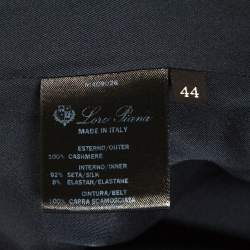 M409026
Loro Piana
MADE IN ITALY
44
ESTERNO/OUTER
100% CASHMERE
INTERNO/INNER
92% SETA/SILK
8% ELASTAN/ELASTANE
CINTURA/BELT
100% CAPRA SCAMOSCIATA